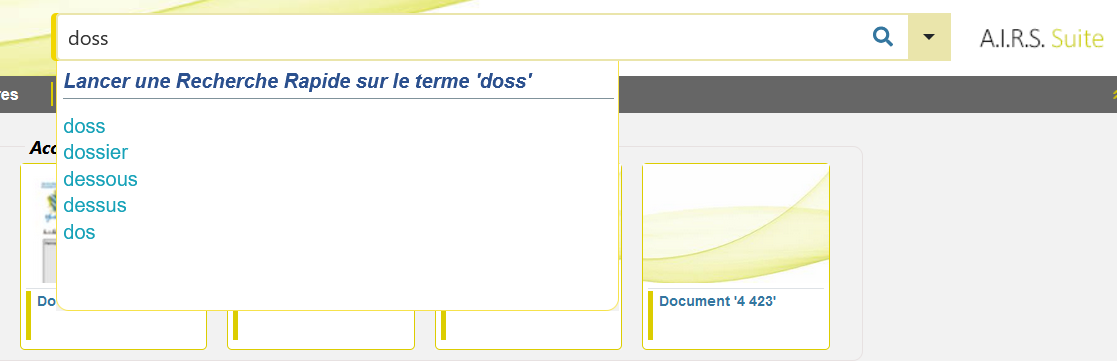 doss
A.I.R.S. Suite
Lancer une Recherche Rapide sur le terme 'doss'
res
doss
Acc
dossier
dessous
dessus
dos
Do
Document '4 423'